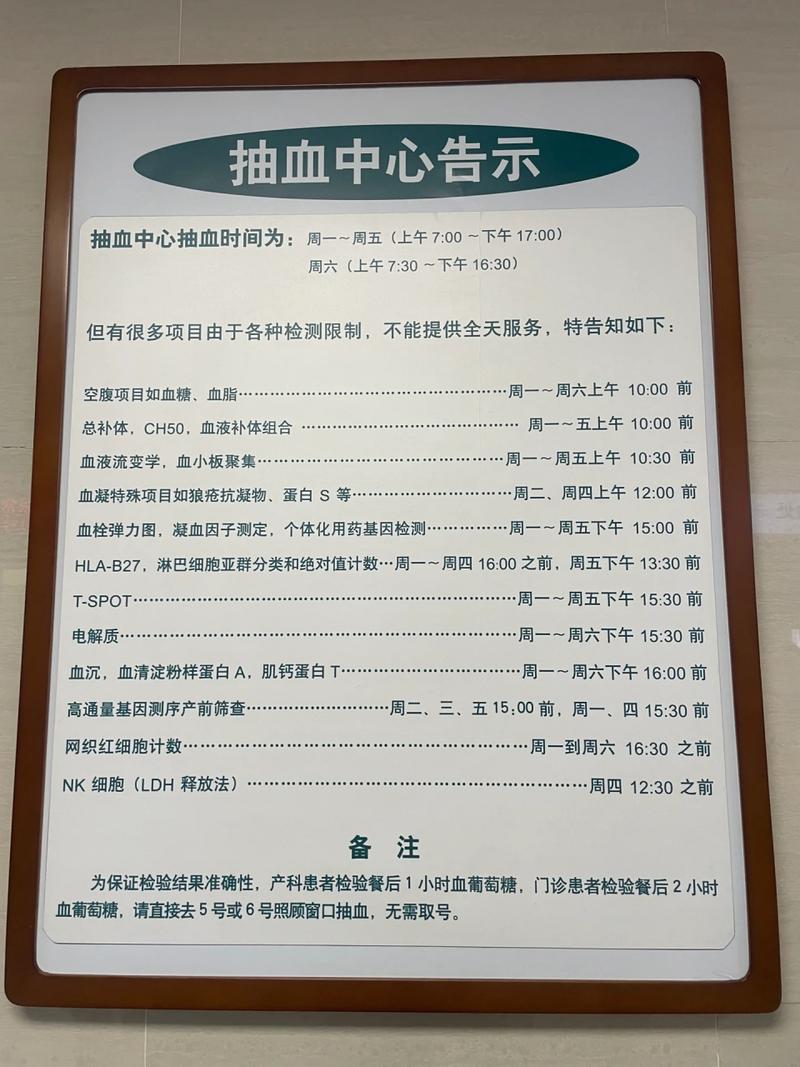 抽血中心告示
抽血中心抽血时间为：周一～周五（上午 7:00 ～下午 17:00）
周六（上午 7:30 ～下午 16:30）
但有很多项目由于各种检测限制，不能提供全天服务，特告知如下：
空腹项目如血糖、血脂………………………………………………周一～周六上午 10:00 前
总补体，CH50，血液补体组合 ……………………………………… 周一～五上午 10:00 前
血液流变学，血小板聚集……………………………………………周一～周五上午 10:30 前
血凝特殊项目如狼疮抗凝物、蛋白 S 等……………………………周二、周四上午 12:00 前
血栓弹力图，凝血因子测定，个体化用药基因检测……………周一～周五下午 15:00 前
HLA-B27，淋巴细胞亚群分类和绝对值计数…周一～周四 16:00 之前，周五下午 13:30 前
T-SPOT………………………………………………………………周一～周五下午 15:30 前
电解质…………………………………………………………………周一～周六下午 15:30 前
血沉，血清淀粉样蛋白 A，肌钙蛋白 T………………………………周一～周六下午 16:00 前
高通量基因测序产前筛查………………………周二、三、五 15:00 前，周一、四 15:30 前
网织红细胞计数…………………………………………………………周一到周六 16:30 之前
NK 细胞（LDH 释放法）…………………………………………………………周四 12:30 之前
备 注
为保证检验结果准确性，产科患者检验餐后 1 小时血葡萄糖，门诊患者检验餐后 2 小时
血葡萄糖，请直接去 5 号或 6 号照顾窗口抽血，无需取号。